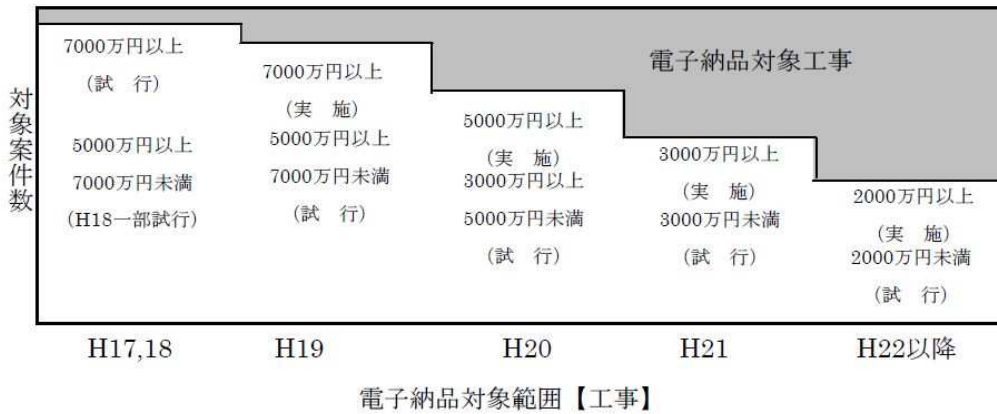 電子納品対象工事
対象案件数
7000万円以上
（試　行）
5000万円以上
7000万円未満
(H18一部試行)
7000万円以上
（実　施）
5000万円以上
7000万円未満
（試　行）
5000万円以上
（実　施）
3000万円以上
5000万円未満
（試　行）
3000万円以上
（実　施）
3000万円未満
（試　行）
2000万円以上
（実　施）
2000万円未満
（試　行）
H17,18
H19
H20
H21
H22以降
電子納品対象範囲【工事】